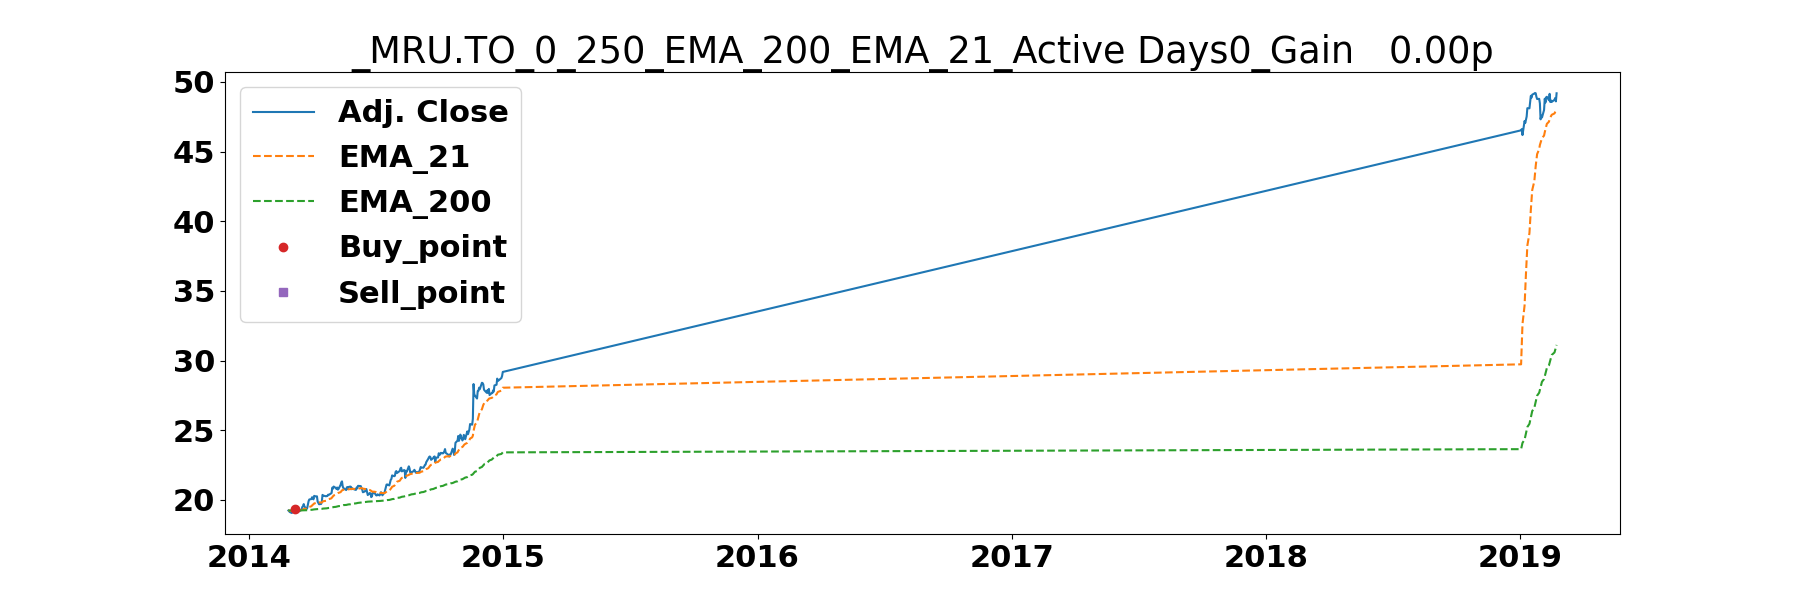 _MRU.TO_0_250_EMA_200_EMA_21_Active Days0_Gain   0.00p
50
45
40
35
30
25
20
Adj. Close
EMA_21
EMA_200
Buy_point
Sell_point
2014 2015 2016 2017 2018 2019